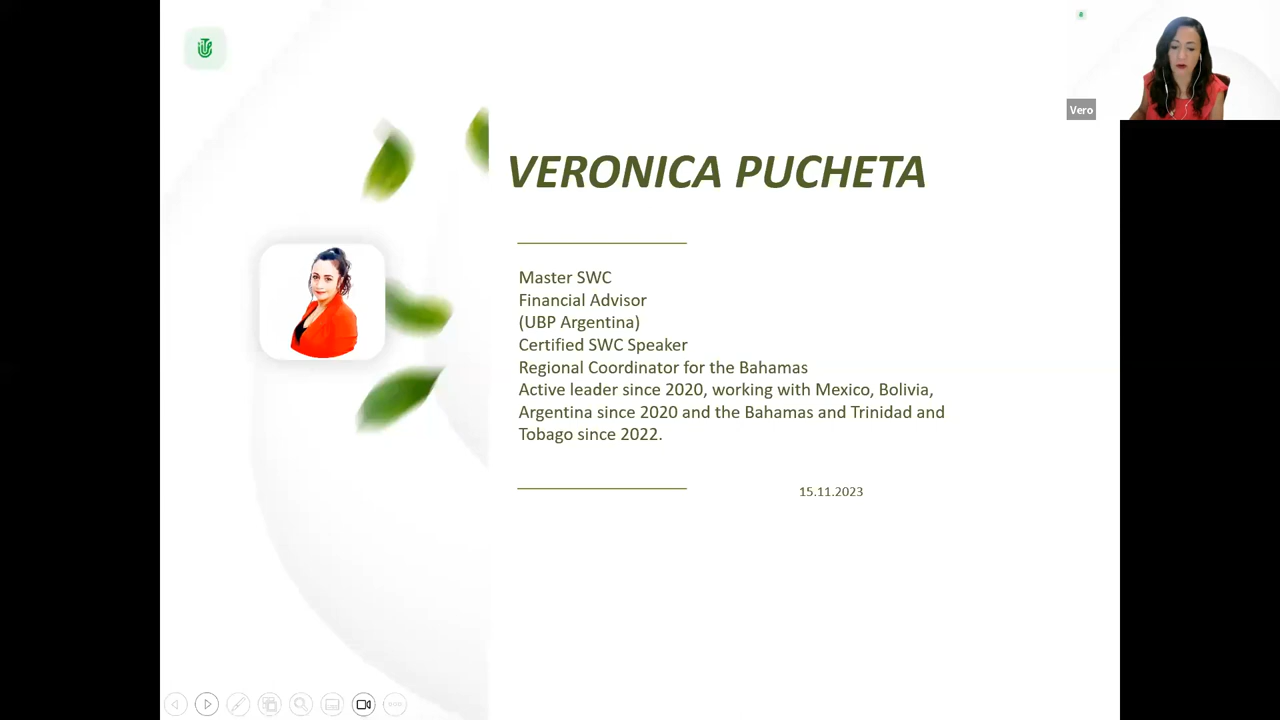 Vero
VERONICA PUCHETA
Master SWC
Financial Advisor
(UBP Argentina)
Certified SWC Speaker
Regional Coordinator for the Bahamas
Active leader since 2020, working with Mexico, Bolivia,
Argentina since 2020 and the Bahamas and Trinidad and
Tobago since 2022.
15.11.2023